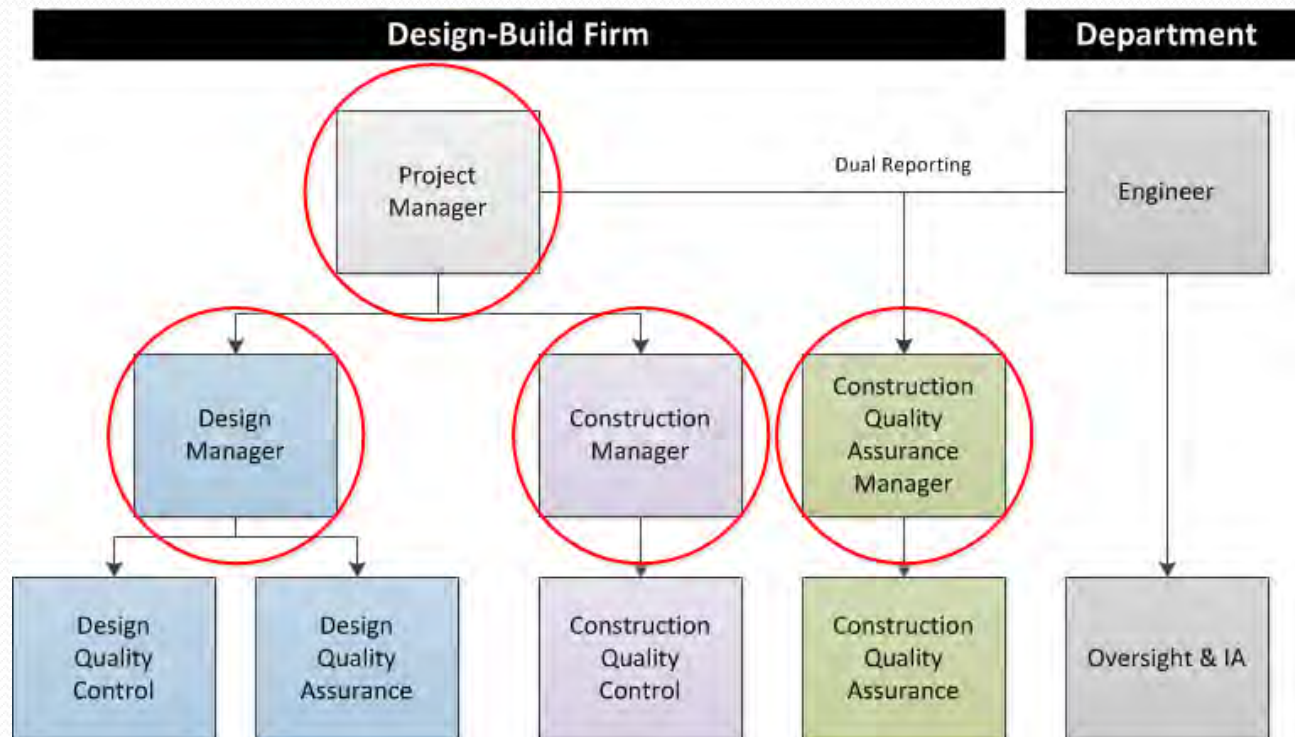 Design-Build Firm
Department
Project
Manager
Dual Reporting
Engineer
Design
Manager
Construction
Manager
Construction
Quality
Assurance
Manager
Design
Quality
Control
Design
Quality
Assurance
Construction
Quality
Control
Construction
Quality
Assurance
Oversight & IA